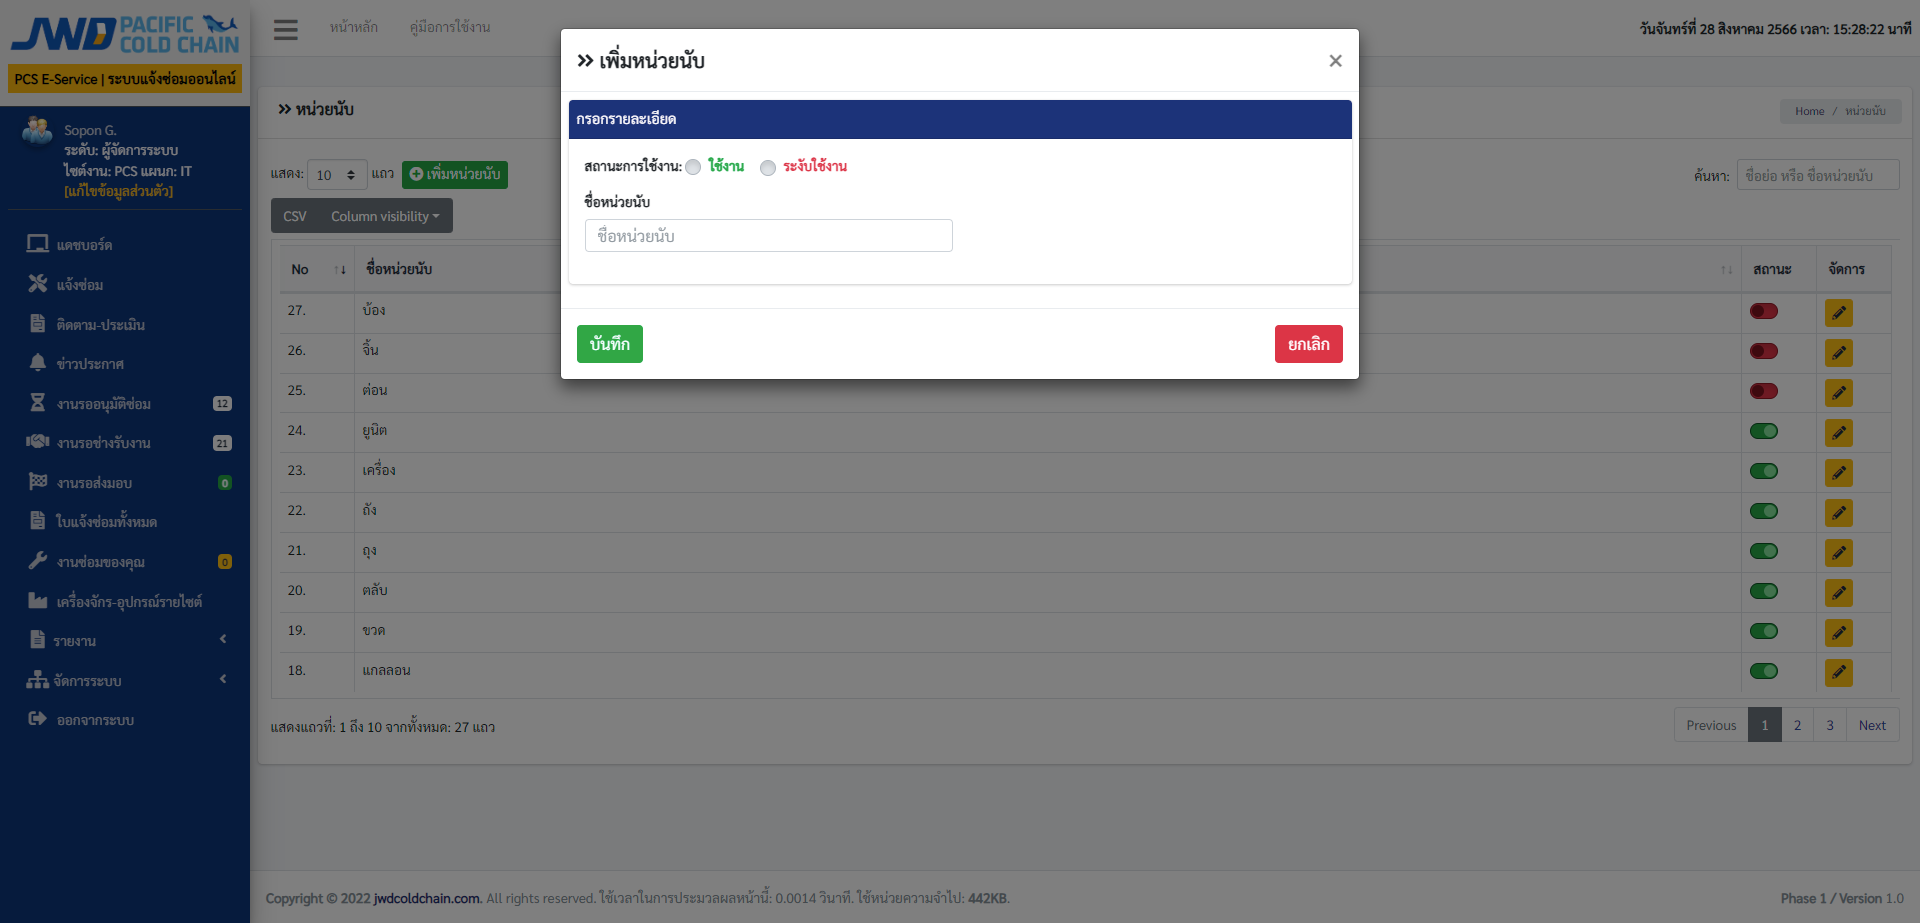 JWD PACIFIC COLD CHAIN
PCS E-Service | ระบบแจ้งซ่อมออนไลน์
Sopon G.
ระดับ: ผู้จัดการระบบ
ไซต์งาน: PCS แผนก: IT
[แก้ไขข้อมูลส่วนตัว]
แดชบอร์ด
แจ้งซ่อม
ติดตาม-ประเมิน
ข่าวประกาศ
งานรออนุมัติซ่อม 12
งานรอช่างรับงาน 21
งานรอส่งมอบ 0
ใบแจ้งซ่อมทั้งหมด
งานซ่อมของคุณ 0
เครื่องจักร-อุปกรณ์รายไซต์
รายงาน
จัดการระบบ
ออกจากระบบ
หน้าหลัก คู่มือการใช้งาน
วันจันทร์ที่ 28 สิงหาคม 2566 เวลา: 15:28:22 นาที
หน่วยนับ
Home / หน่วยนับ
แสดง: 10 แถว เพิ่มหน่วยนับ
ค้นหา: ชื่อย่อ หรือ ชื่อหน่วยนับ
CSV Column visibility
No ชื่อหน่วยนับ สถานะ จัดการ
27. บ้อง
26. จิ้น
25. ต่อน
24. ยูนิต
23. เครื่อง
22. ถัง
21. ถุง
20. ตลับ
19. ขวด
18. แกลลอน
แสดงแถวที่: 1 ถึง 10 จากทั้งหมด: 27 แถว
Previous 1 2 3 Next
เพิ่มหน่วยนับ ×
กรอกรายละเอียด
สถานะการใช้งาน: ใช้งาน ระงับใช้งาน
ชื่อหน่วยนับ
ชื่อหน่วยนับ
บันทึก ยกเลิก
Copyright © 2022 jwdcoldchain.com. All rights reserved. ใช้เวลาในการประมวลผลหน้านี้: 0.0014 วินาที. ใช้หน่วยความจำไป: 442KB.
Phase 1 / Version 1.0